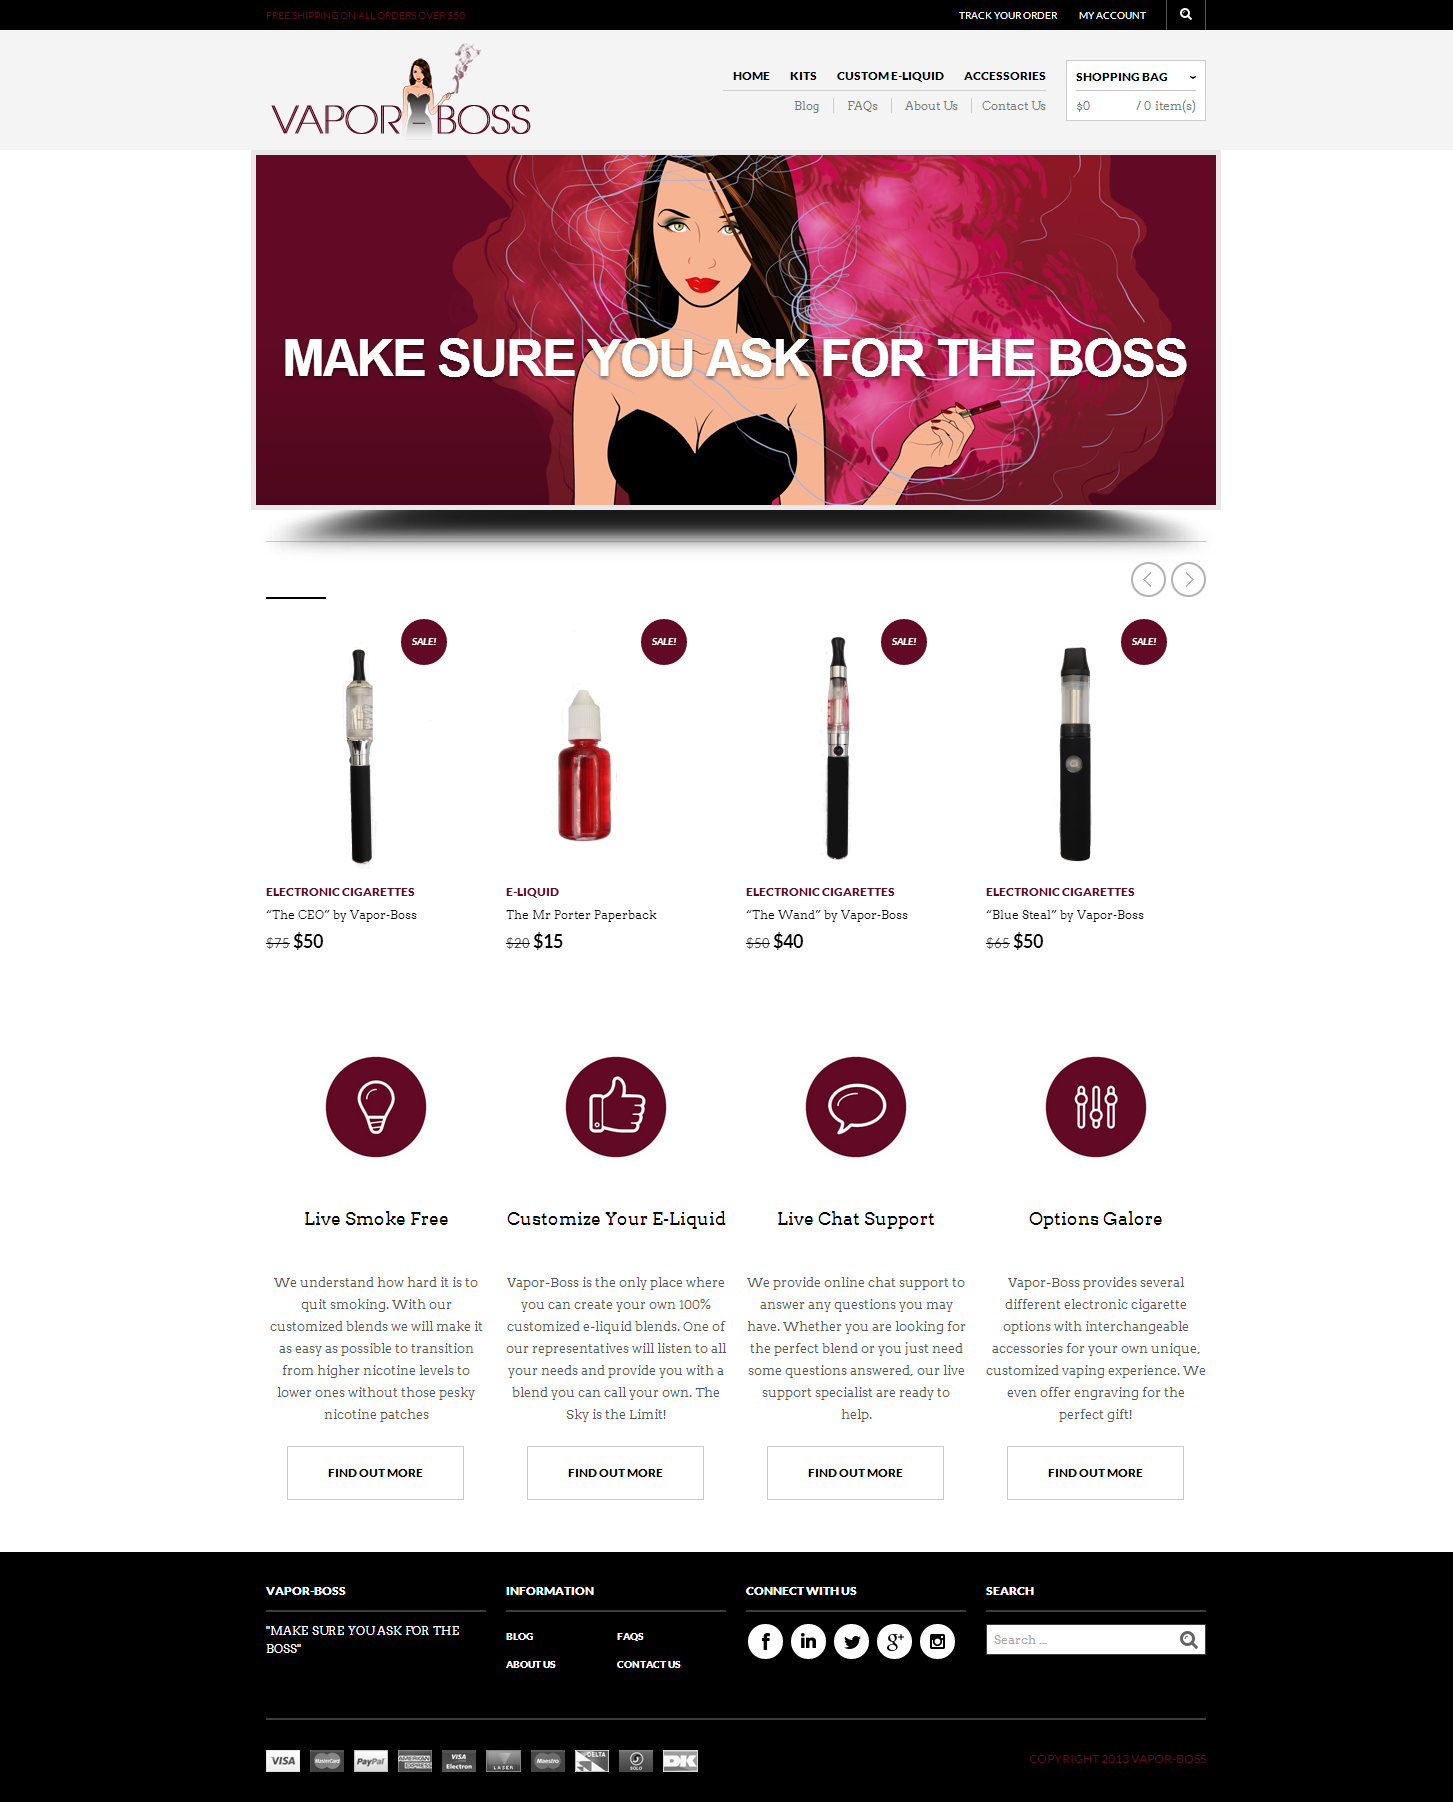 FREE SHIPPING ON ALL ORDERS OVER $50
TRACK YOUR ORDER
MY ACCOUNT
VAPOR BOSS
HOME
KITS
CUSTOM E-LIQUID
ACCESSORIES
SHOPPING BAG
Blog
FAQs
About Us
Contact Us
$0
/ 0 item(s)
MAKE SURE YOU ASK FOR THE BOSS
SALE!
SALE!
SALE!
SALE!
ELECTRONIC CIGARETTES
“The CEO” by Vapor-Boss
$75 $50
E-LIQUID
The Mr Porter Paperback
$20 $15
ELECTRONIC CIGARETTES
“The Wand” by Vapor-Boss
$50 $40
ELECTRONIC CIGARETTES
“Blue Steal” by Vapor-Boss
$65 $50
Live Smoke Free
We understand how hard it is to
quit smoking. With our
customized blends we will make it
as easy as possible to transition
from higher nicotine levels to
lower ones without those pesky
nicotine patches
FIND OUT MORE
Customize Your E-Liquid
Vapor-Boss is the only place where
you can create your own 100%
customized e-liquid blends. One of
our representatives will listen to all
your needs and provide you with a
blend you can call your own. The
Sky is the Limit!
FIND OUT MORE
Live Chat Support
We provide online chat support to
answer any questions you may
have. Whether you are looking for
the perfect blend or you just need
some questions answered, our live
support specialist are ready to
help.
FIND OUT MORE
Options Galore
Vapor-Boss provides several
different electronic cigarette
options with interchangeable
accessories for your own unique,
customized vaping experience. We
even offer engraving for the
perfect gift!
FIND OUT MORE
VAPOR-BOSS
"MAKE SURE YOU ASK FOR THE
BOSS"
INFORMATION
BLOG
FAQS
ABOUT US
CONTACT US
CONNECT WITH US
SEARCH
Search ...
VISA
MasterCard
PayPal
AMERICAN EXPRESS
VISA Electron
LASER
Maestro
DELTA
SOLO
DK
COPYRIGHT 2013 VAPOR-BOSS